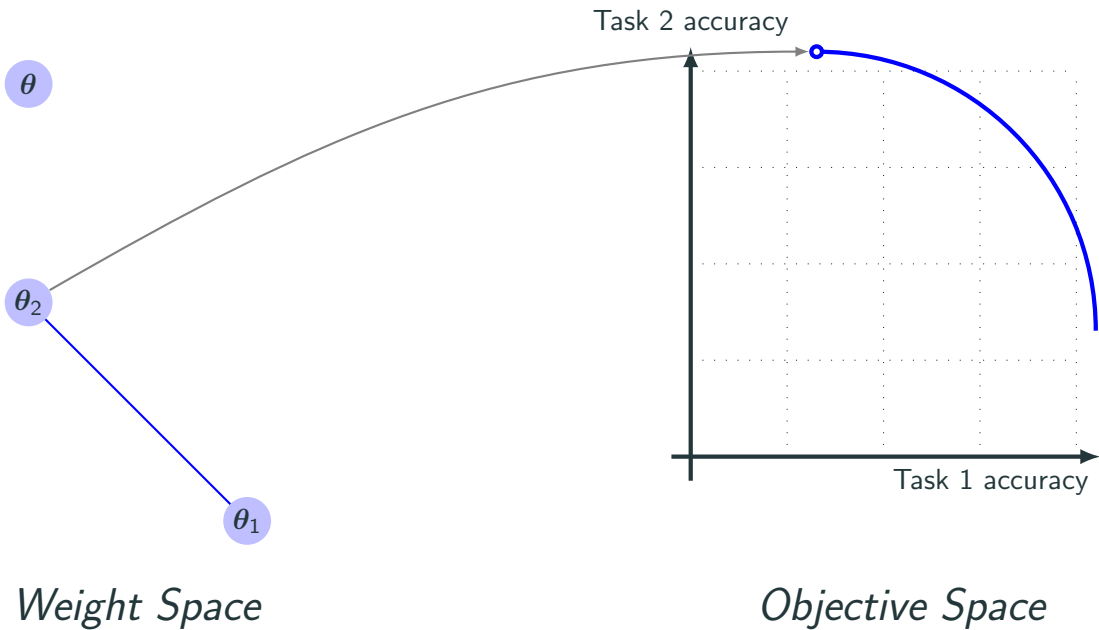 Task 2 accuracy
θ
θ₂
Task 1 accuracy
θ₁
Weight Space
Objective Space